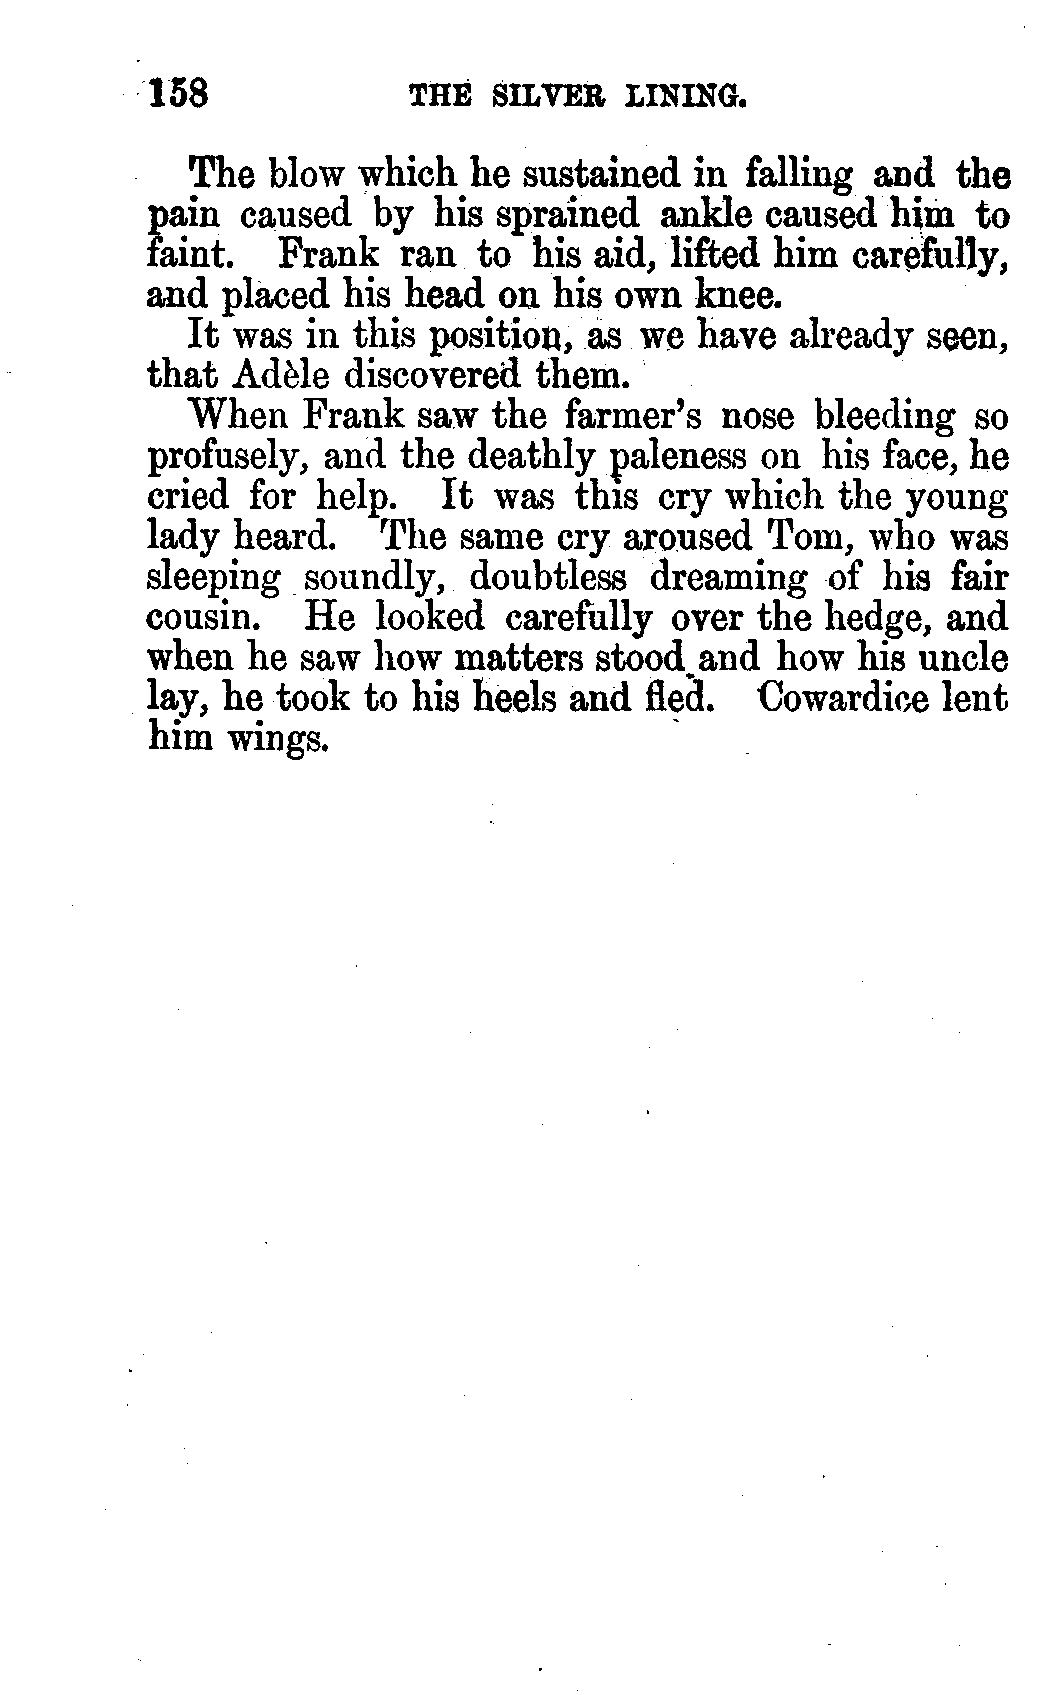 158 THE SILVER LINING.
The blow which he sustained in falling and the
pain caused by his sprained ankle caused him to
faint. Frank ran to his aid, lifted him carefully,
and placed his head on his own knee.
It was in this position, as we have already seen,
that Adèle discovered them.
When Frank saw the farmer's nose bleeding so
profusely, and the deathly paleness on his face, he
cried for help. It was this cry which the young
lady heard. The same cry aroused Tom, who was
sleeping soundly, doubtless dreaming of his fair
cousin. He looked carefully over the hedge, and
when he saw how matters stood and how his uncle
lay, he took to his heels and fled. Cowardice lent
him wings.